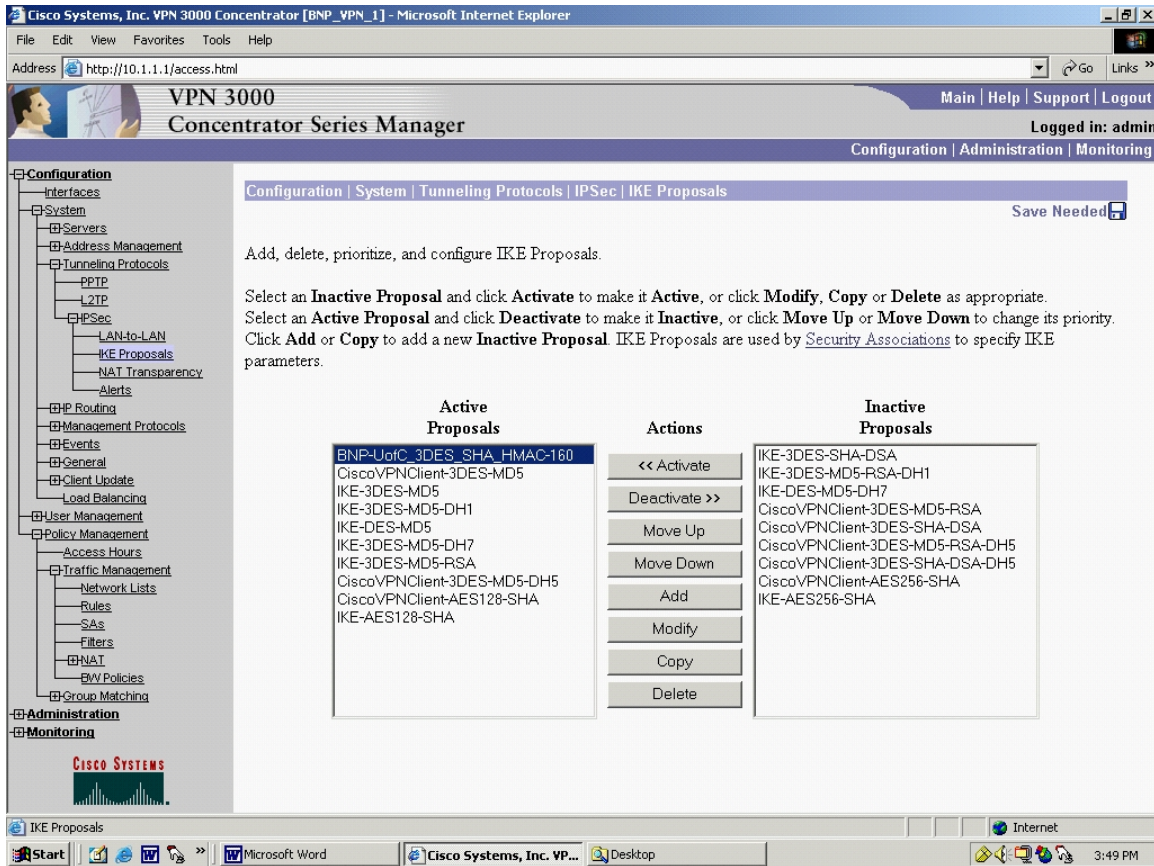 Cisco Systems, Inc. VPN 3000 Concentrator [BNP_VPN_1] - Microsoft Internet Explorer
File Edit View Favorites Tools Help
Address http://10.1.1.1/access.html Go Links »
VPN 3000
Concentrator Series Manager
Main | Help | Support | Logout
Logged in: admin
Configuration | Administration | Monitoring
Configuration
Interfaces
System
Servers
Address Management
Tunneling Protocols
PPTP
L2TP
IPSec
LAN-to-LAN
IKE Proposals
NAT Transparency
Alerts
IP Routing
Management Protocols
Events
General
Client Update
Load Balancing
User Management
Policy Management
Access Hours
Traffic Management
Network Lists
Rules
SAs
Filters
NAT
BW Policies
Group Matching
Administration
Monitoring
CISCO SYSTEMS
Configuration | System | Tunneling Protocols | IPSec | IKE Proposals
Save Needed
Add, delete, prioritize, and configure IKE Proposals.
Select an Inactive Proposal and click Activate to make it Active, or click Modify, Copy or Delete as appropriate.
Select an Active Proposal and click Deactivate to make it Inactive, or click Move Up or Move Down to change its priority.
Click Add or Copy to add a new Inactive Proposal. IKE Proposals are used by Security Associations to specify IKE
parameters.
Active
Proposals
BNP-UofC_3DES_SHA_HMAC-160
CiscoVPNClient-3DES-MD5
IKE-3DES-MD5
IKE-3DES-MD5-DH1
IKE-DES-MD5
IKE-3DES-MD5-DH7
IKE-3DES-MD5-RSA
CiscoVPNClient-3DES-MD5-DH5
CiscoVPNClient-AES128-SHA
IKE-AES128-SHA
Actions
<< Activate
Deactivate >>
Move Up
Move Down
Add
Modify
Copy
Delete
Inactive
Proposals
IKE-3DES-SHA-DSA
IKE-3DES-MD5-RSA-DH1
IKE-DES-MD5-DH7
CiscoVPNClient-3DES-MD5-RSA
CiscoVPNClient-3DES-SHA-DSA
CiscoVPNClient-3DES-MD5-RSA-DH5
CiscoVPNClient-3DES-SHA-DSA-DH5
CiscoVPNClient-AES256-SHA
IKE-AES256-SHA
IKE Proposals Internet
Start » Microsoft Word Cisco Systems, Inc. VP... Desktop 3:49 PM